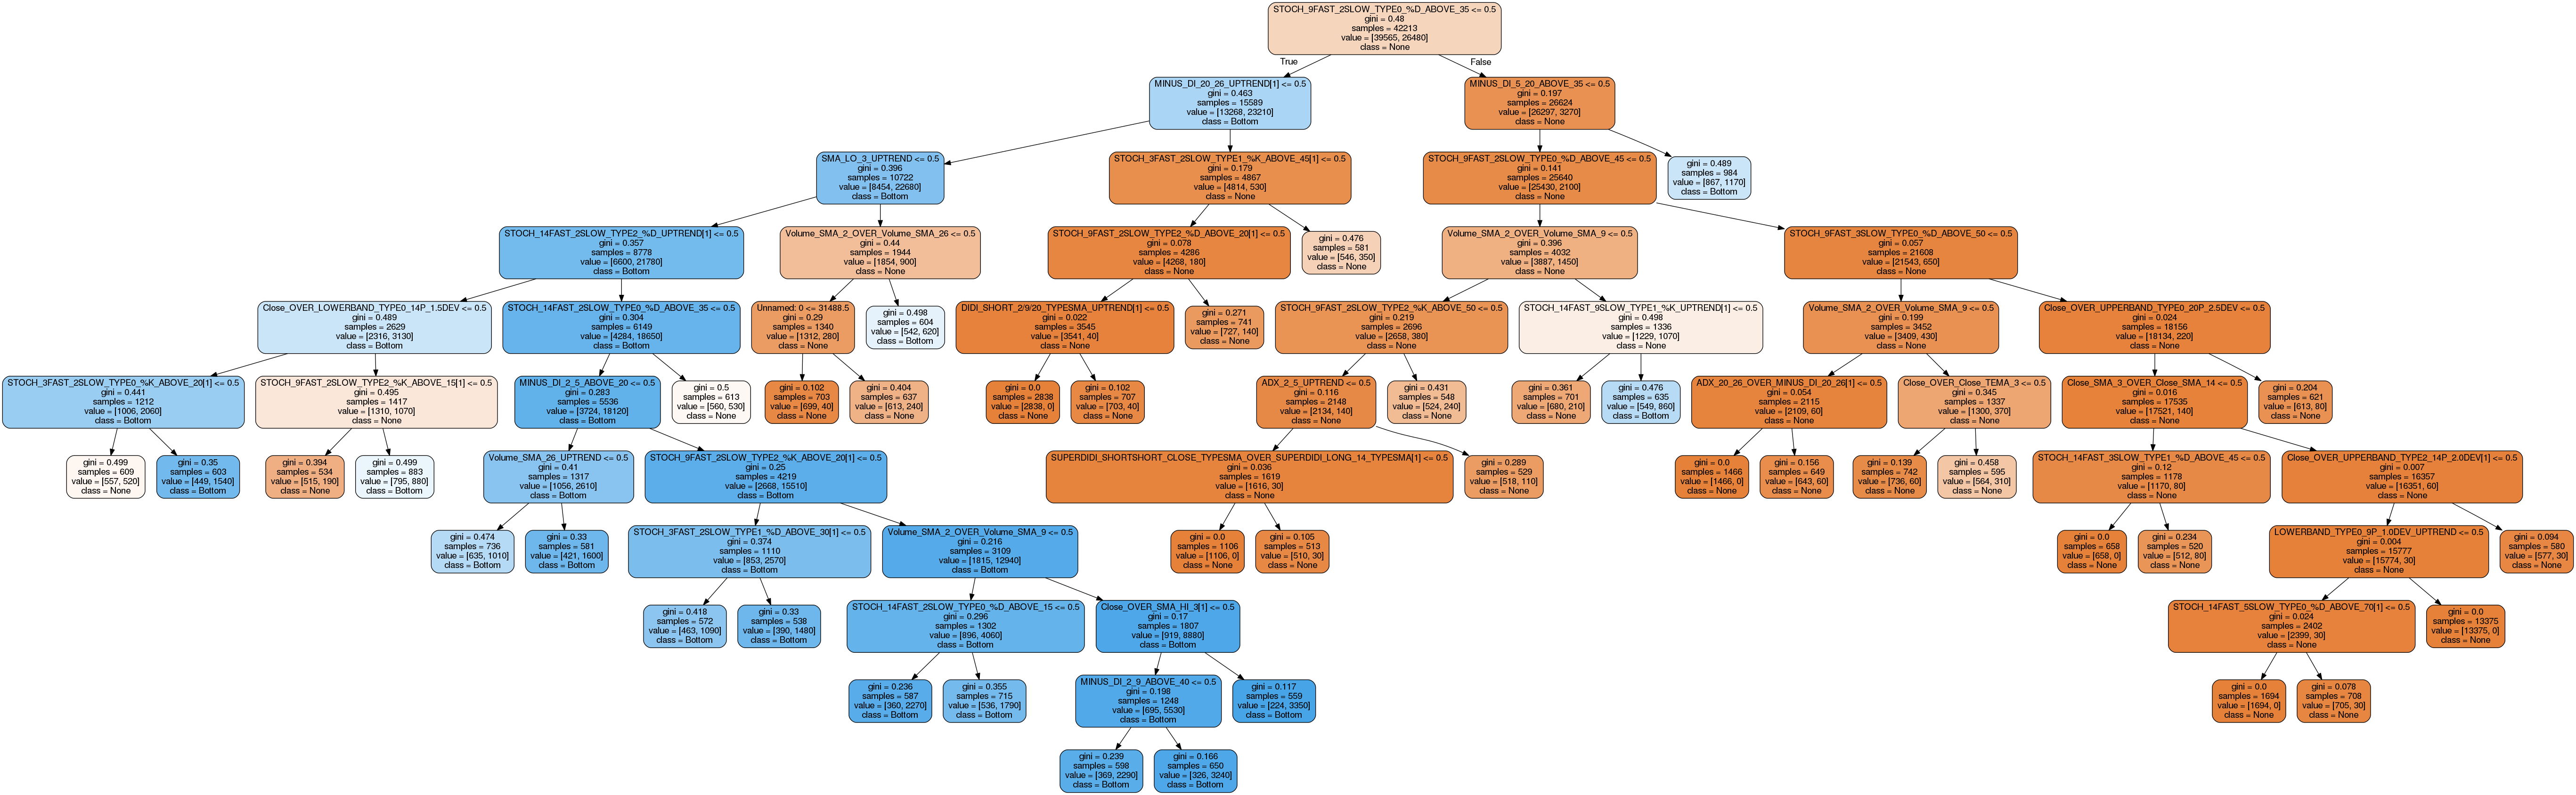 STOCH_9FAST_2SLOW_TYPE0_%D_ABOVE_35 <= 0.5
gini = 0.48
samples = 42213
value = [39565, 26480]
class = None
True
False
MINUS_DI_20_26_UPTREND[1] <= 0.5
gini = 0.463
samples = 15589
value = [13268, 23210]
class = Bottom
MINUS_DI_5_20_ABOVE_35 <= 0.5
gini = 0.197
samples = 26624
value = [26297, 3270]
class = None
SMA_LO_3_UPTREND <= 0.5
gini = 0.396
samples = 10722
value = [8454, 22680]
class = Bottom
STOCH_3FAST_2SLOW_TYPE1_%K_ABOVE_45[1] <= 0.5
gini = 0.179
samples = 4867
value = [4814, 530]
class = None
STOCH_9FAST_2SLOW_TYPE0_%D_ABOVE_45 <= 0.5
gini = 0.141
samples = 25640
value = [25430, 2100]
class = None
gini = 0.489
samples = 984
value = [867, 1170]
class = Bottom
STOCH_14FAST_2SLOW_TYPE2_%D_UPTREND[1] <= 0.5
gini = 0.357
samples = 8778
value = [6600, 21780]
class = Bottom
Volume_SMA_2_OVER_Volume_SMA_26 <= 0.5
gini = 0.44
samples = 1944
value = [1854, 900]
class = None
STOCH_9FAST_2SLOW_TYPE2_%D_ABOVE_20[1] <= 0.5
gini = 0.078
samples = 4286
value = [4268, 180]
class = None
gini = 0.476
samples = 581
value = [546, 350]
class = None
Volume_SMA_2_OVER_Volume_SMA_9 <= 0.5
gini = 0.396
samples = 4032
value = [3887, 1450]
class = None
STOCH_9FAST_3SLOW_TYPE0_%D_ABOVE_50 <= 0.5
gini = 0.057
samples = 21608
value = [21543, 650]
class = None
Close_OVER_LOWERBAND_TYPE0_14P_1.5DEV <= 0.5
gini = 0.489
samples = 2629
value = [2316, 3130]
class = Bottom
STOCH_14FAST_2SLOW_TYPE0_%D_ABOVE_35 <= 0.5
gini = 0.304
samples = 6149
value = [4284, 18650]
class = Bottom
Unnamed: 0 <= 31488.5
gini = 0.29
samples = 1340
value = [1312, 280]
class = None
gini = 0.498
samples = 604
value = [542, 620]
class = Bottom
DIDI_SHORT_2/9/20_TYPESMA_UPTREND[1] <= 0.5
gini = 0.022
samples = 3545
value = [3541, 40]
class = None
gini = 0.271
samples = 741
value = [727, 140]
class = None
STOCH_9FAST_2SLOW_TYPE2_%K_ABOVE_50 <= 0.5
gini = 0.219
samples = 2696
value = [2658, 380]
class = None
STOCH_14FAST_9SLOW_TYPE1_%K_UPTREND[1] <= 0.5
gini = 0.498
samples = 1336
value = [1229, 1070]
class = None
Volume_SMA_2_OVER_Volume_SMA_9 <= 0.5
gini = 0.199
samples = 3452
value = [3409, 430]
class = None
Close_OVER_UPPERBAND_TYPE0_20P_2.5DEV <= 0.5
gini = 0.024
samples = 18156
value = [18134, 220]
class = None
STOCH_3FAST_2SLOW_TYPE0_%K_ABOVE_20[1] <= 0.5
gini = 0.441
samples = 1212
value = [1006, 2060]
class = Bottom
STOCH_9FAST_2SLOW_TYPE2_%K_ABOVE_15[1] <= 0.5
gini = 0.495
samples = 1417
value = [1310, 1070]
class = None
MINUS_DI_2_5_ABOVE_20 <= 0.5
gini = 0.283
samples = 5536
value = [3724, 18120]
class = Bottom
gini = 0.5
samples = 613
value = [560, 530]
class = None
gini = 0.102
samples = 703
value = [699, 40]
class = None
gini = 0.404
samples = 637
value = [613, 240]
class = None
gini = 0.0
samples = 2838
value = [2838, 0]
class = None
gini = 0.102
samples = 707
value = [703, 40]
class = None
ADX_2_5_UPTREND <= 0.5
gini = 0.116
samples = 2148
value = [2134, 140]
class = None
gini = 0.431
samples = 548
value = [524, 240]
class = None
gini = 0.361
samples = 701
value = [680, 210]
class = None
gini = 0.476
samples = 635
value = [549, 860]
class = Bottom
ADX_20_26_OVER_MINUS_DI_20_26[1] <= 0.5
gini = 0.054
samples = 2115
value = [2109, 60]
class = None
Close_OVER_Close_TEMA_3 <= 0.5
gini = 0.345
samples = 1337
value = [1300, 370]
class = None
Close_SMA_3_OVER_Close_SMA_14 <= 0.5
gini = 0.016
samples = 17535
value = [17521, 140]
class = None
gini = 0.204
samples = 621
value = [613, 80]
class = None
gini = 0.499
samples = 609
value = [557, 520]
class = None
gini = 0.35
samples = 603
value = [449, 1540]
class = Bottom
gini = 0.394
samples = 534
value = [515, 190]
class = None
gini = 0.499
samples = 883
value = [795, 880]
class = Bottom
Volume_SMA_26_UPTREND <= 0.5
gini = 0.41
samples = 1317
value = [1056, 2610]
class = Bottom
STOCH_9FAST_2SLOW_TYPE2_%K_ABOVE_20[1] <= 0.5
gini = 0.25
samples = 4219
value = [2668, 15510]
class = Bottom
SUPERDIDI_SHORTSHORT_CLOSE_TYPESMA_OVER_SUPERDIDI_LONG_14_TYPESMA[1] <= 0.5
gini = 0.036
samples = 1619
value = [1616, 30]
class = None
gini = 0.289
samples = 529
value = [518, 110]
class = None
gini = 0.0
samples = 1466
value = [1466, 0]
class = None
gini = 0.156
samples = 649
value = [643, 60]
class = None
gini = 0.139
samples = 742
value = [736, 60]
class = None
gini = 0.458
samples = 595
value = [564, 310]
class = None
STOCH_14FAST_3SLOW_TYPE1_%D_ABOVE_45 <= 0.5
gini = 0.12
samples = 1178
value = [1170, 80]
class = None
Close_OVER_UPPERBAND_TYPE2_14P_2.0DEV[1] <= 0.5
gini = 0.007
samples = 16357
value = [16351, 60]
class = None
gini = 0.474
samples = 736
value = [635, 1010]
class = Bottom
gini = 0.33
samples = 581
value = [421, 1600]
class = Bottom
STOCH_3FAST_2SLOW_TYPE1_%D_ABOVE_30[1] <= 0.5
gini = 0.374
samples = 1110
value = [853, 2570]
class = Bottom
Volume_SMA_2_OVER_Volume_SMA_9 <= 0.5
gini = 0.216
samples = 3109
value = [1815, 12940]
class = Bottom
gini = 0.0
samples = 1106
value = [1106, 0]
class = None
gini = 0.105
samples = 513
value = [510, 30]
class = None
gini = 0.0
samples = 658
value = [658, 0]
class = None
gini = 0.234
samples = 520
value = [512, 80]
class = None
LOWERBAND_TYPE0_9P_1.0DEV_UPTREND <= 0.5
gini = 0.004
samples = 15777
value = [15774, 30]
class = None
gini = 0.094
samples = 580
value = [577, 30]
class = None
gini = 0.418
samples = 572
value = [463, 1090]
class = Bottom
gini = 0.33
samples = 538
value = [390, 1480]
class = Bottom
STOCH_14FAST_2SLOW_TYPE0_%D_ABOVE_15 <= 0.5
gini = 0.296
samples = 1302
value = [896, 4060]
class = Bottom
Close_OVER_SMA_HI_3[1] <= 0.5
gini = 0.17
samples = 1807
value = [919, 8880]
class = Bottom
STOCH_14FAST_5SLOW_TYPE0_%D_ABOVE_70[1] <= 0.5
gini = 0.024
samples = 2402
value = [2399, 30]
class = None
gini = 0.0
samples = 13375
value = [13375, 0]
class = None
gini = 0.236
samples = 587
value = [360, 2270]
class = Bottom
gini = 0.355
samples = 715
value = [536, 1790]
class = Bottom
MINUS_DI_2_9_ABOVE_40 <= 0.5
gini = 0.198
samples = 1248
value = [695, 5530]
class = Bottom
gini = 0.117
samples = 559
value = [224, 3350]
class = Bottom
gini = 0.0
samples = 1694
value = [1694, 0]
class = None
gini = 0.078
samples = 708
value = [705, 30]
class = None
gini = 0.239
samples = 598
value = [369, 2290]
class = Bottom
gini = 0.166
samples = 650
value = [326, 3240]
class = Bottom